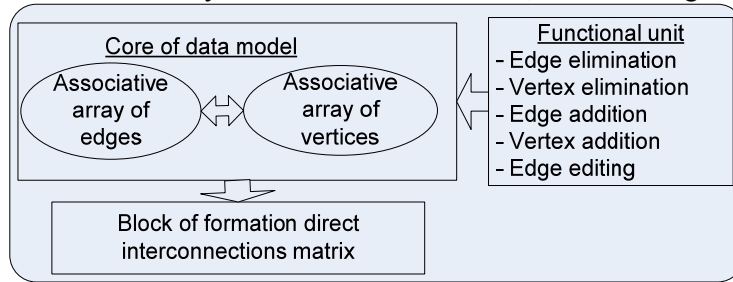 Core of data model
Associative
array of
edges
Associative
array of
vertices
Functional unit
- Edge elimination
- Vertex elimination
- Edge addition
- Vertex addition
- Edge editing
Block of formation direct
interconnections matrix